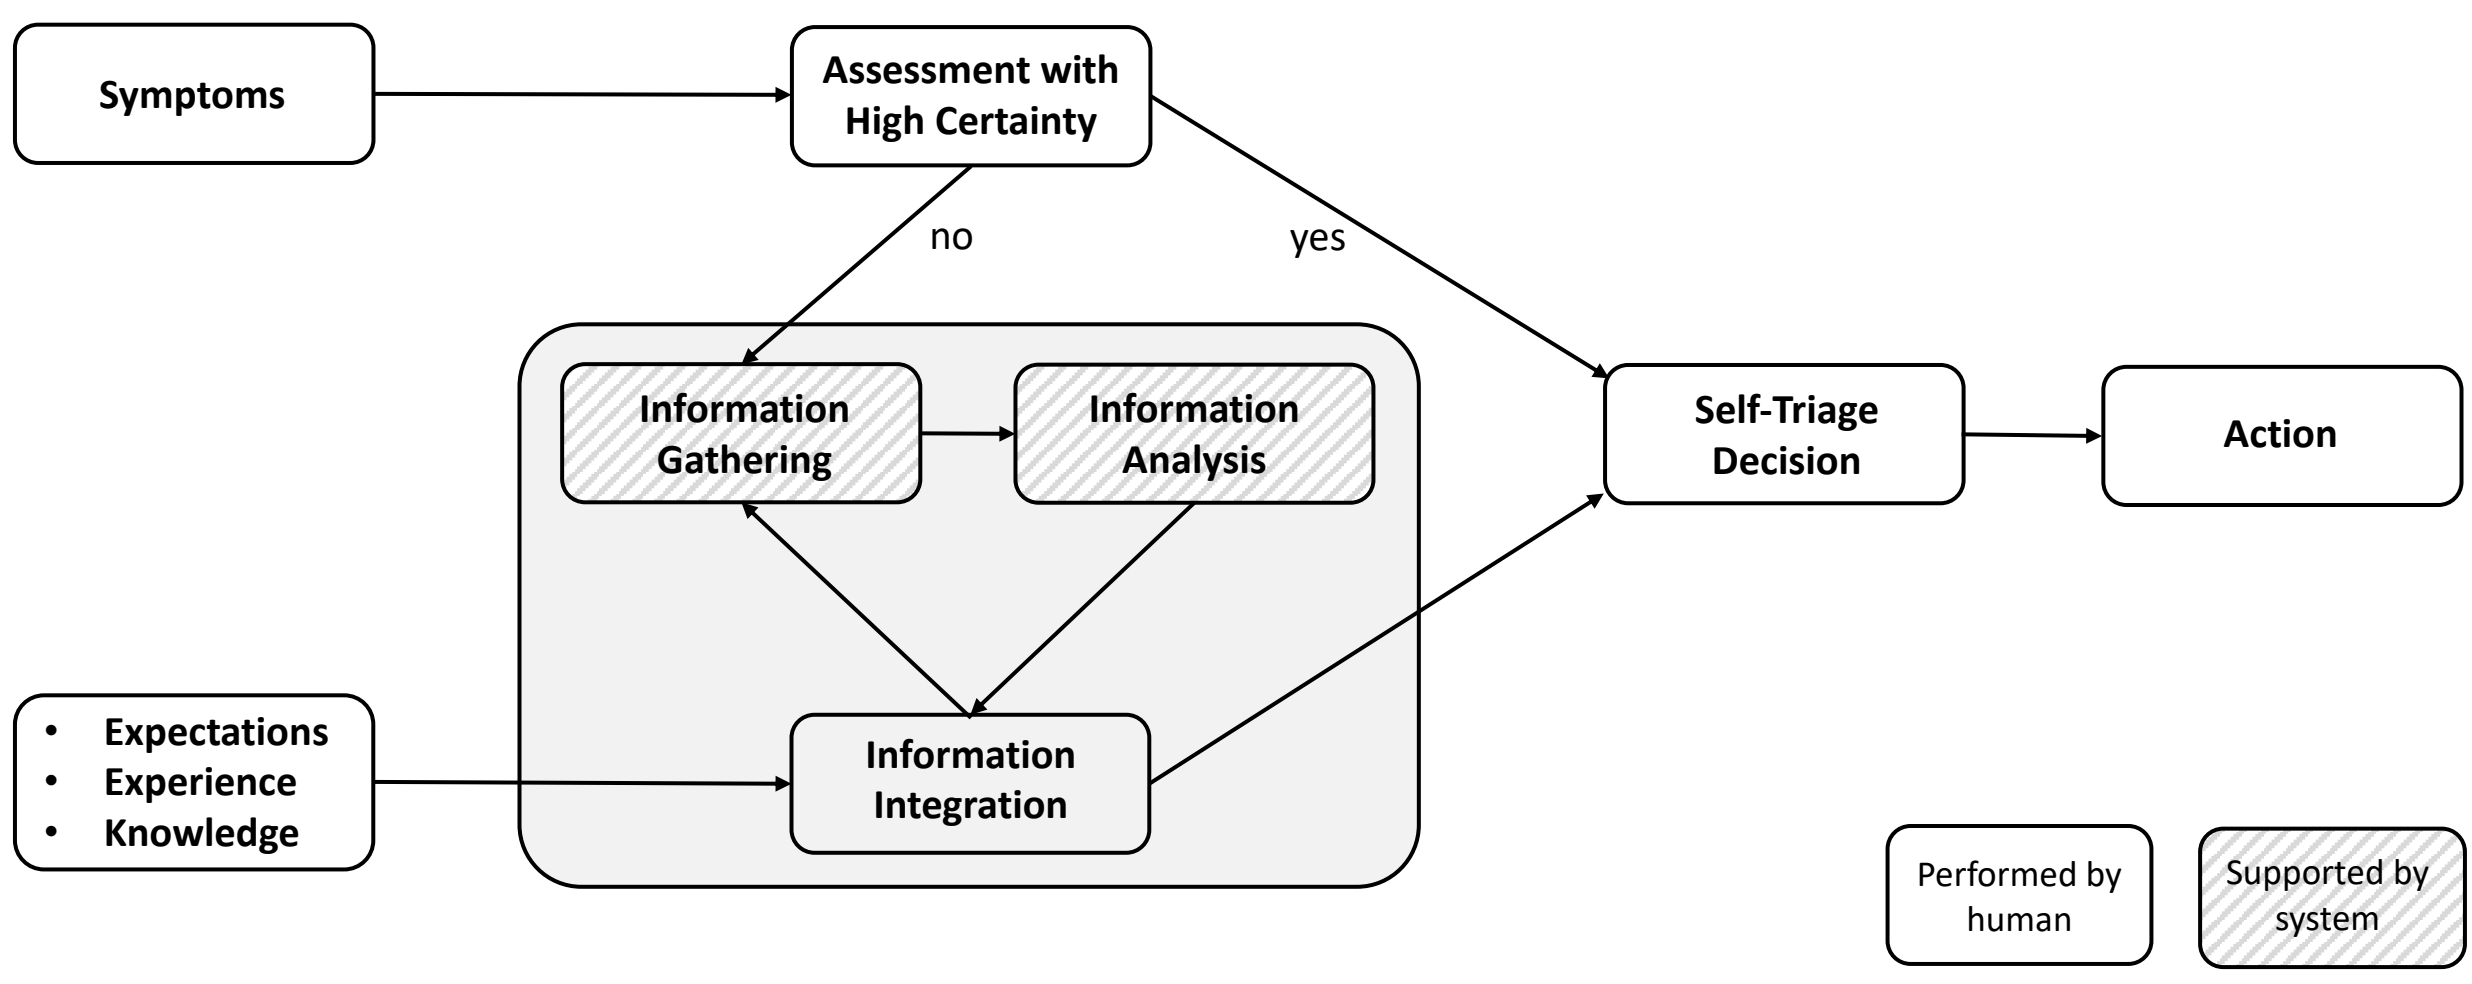 Symptoms
Assessment with
High Certainty
no
yes
Information
Gathering
Information
Analysis
Self-Triage
Decision
Action
• Expectations
• Experience
• Knowledge
Information
Integration
Performed by
human
Supported by
system